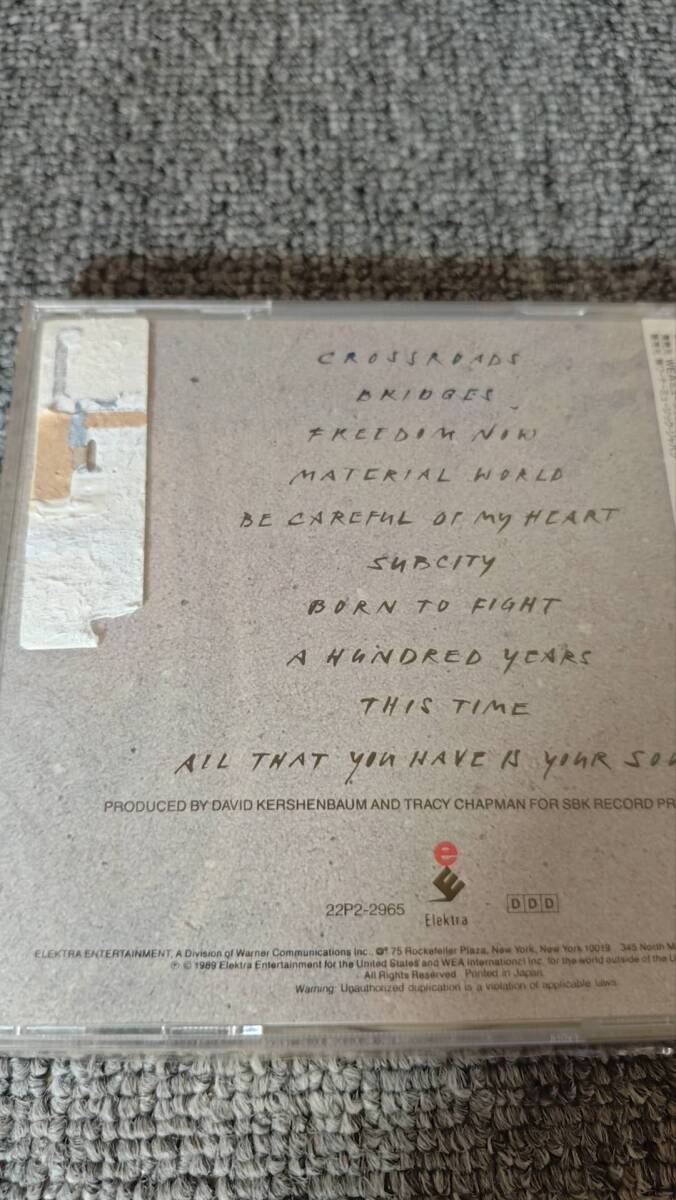 CROSSROADS
BRIDGES
FREEDOM NOW
MATERIAL WORLD
BE CAREFUL OF MY HEART
SUBCITY
BORN TO FIGHT
A HUNDRED YEARS
THIS TIME
ALL THAT YOU HAVE IS YOUR SOU
PRODUCED BY DAVID KERSHENBAUM AND TRACY CHAPMAN FOR SBK RECORD PR
e
22P2-2965
Elektra
DDD
ELEKTRA ENTERTAINMENT, A Division of Warner Communications Inc., 75 Rockefeller Plaza, New York, New York 10019 345 North M
℗ © 1989 Elektra Entertainment for the United States and WEA International Inc. for the world outside of the U
All Rights Reserved Printed in Japan.
Warning: Unauthorized duplication is a violation of applicable laws.